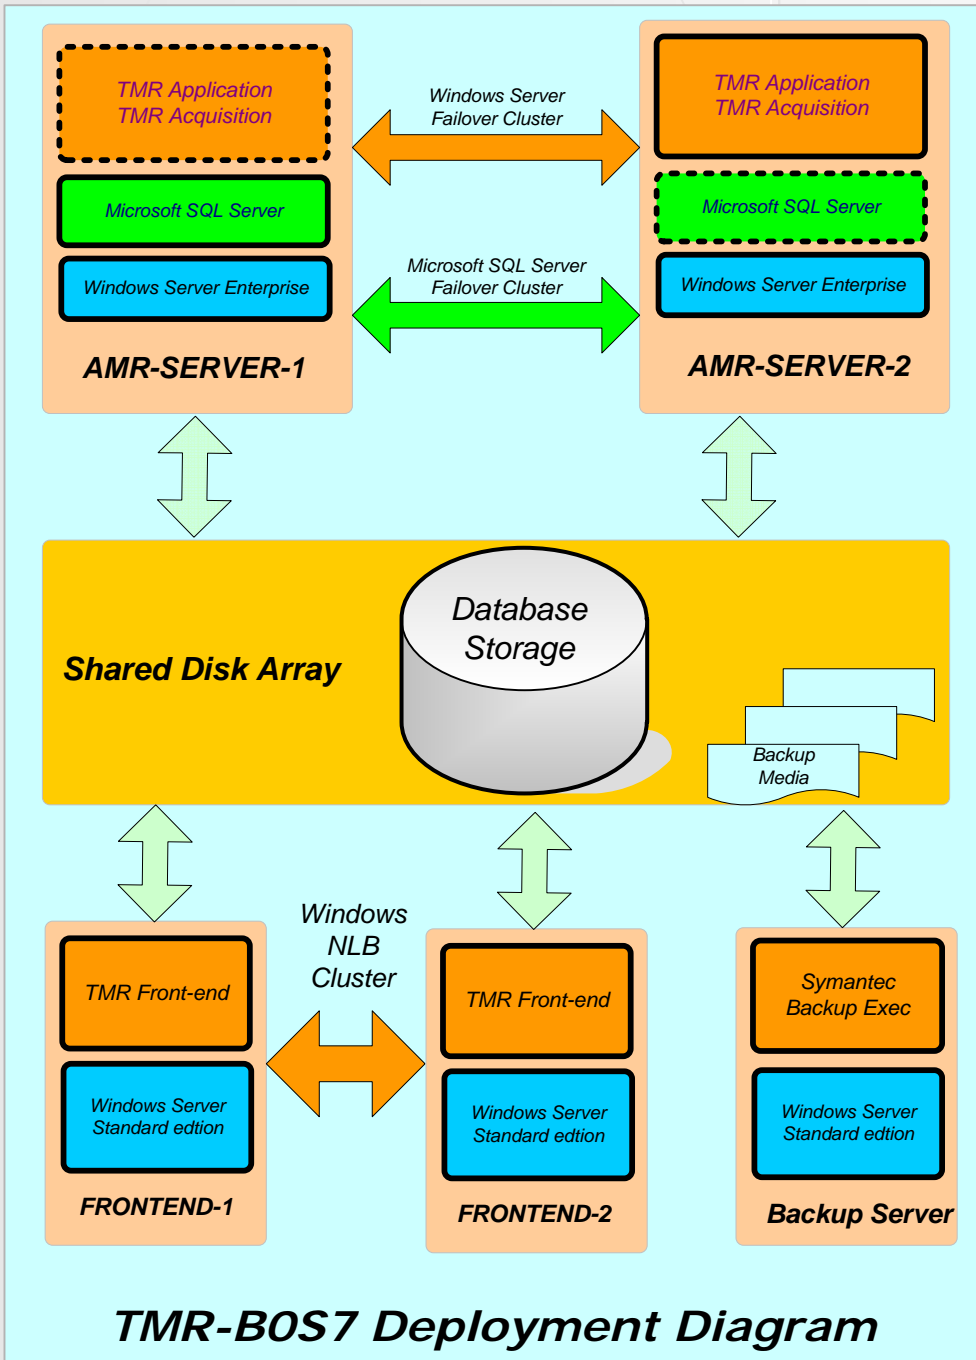 TMR Application
TMR Acquisition
Microsoft SQL Server
Windows Server Enterprise
AMR-SERVER-1
Windows Server
Failover Cluster
Microsoft SQL Server
Failover Cluster
TMR Application
TMR Acquisition
Microsoft SQL Server
Windows Server Enterprise
AMR-SERVER-2
Shared Disk Array
Database
Storage
Backup
Media
TMR Front-end
Windows Server
Standard edtion
FRONTEND-1
Windows
NLB
Cluster
TMR Front-end
Windows Server
Standard edtion
FRONTEND-2
Symantec
Backup Exec
Windows Server
Standard edtion
Backup Server
TMR-B0S7 Deployment Diagram